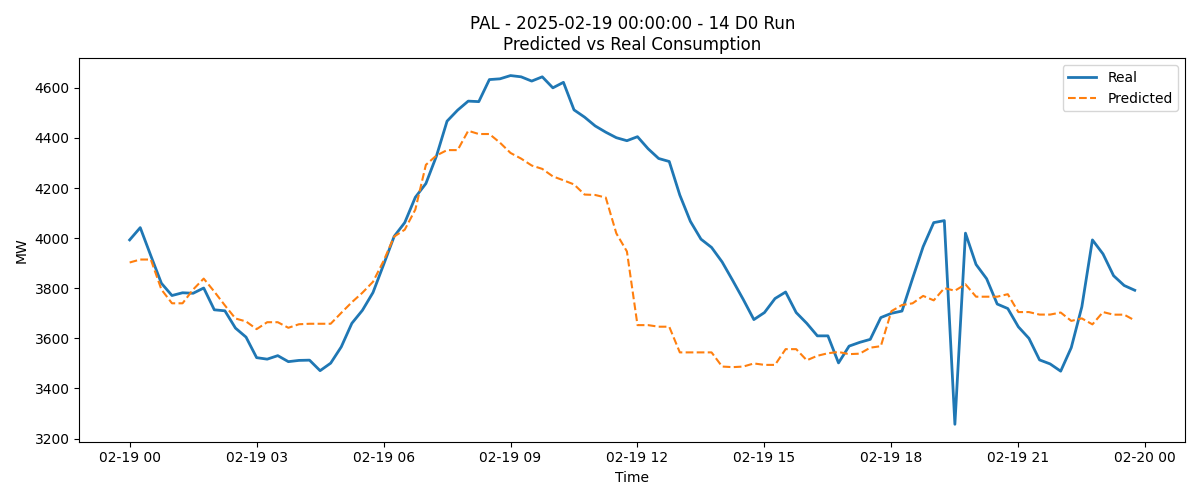 PAL - 2025-02-19 00:00:00 - 14 D0 Run
Predicted vs Real Consumption
Real
Predicted
MW
4600
4400
4200
4000
3800
3600
3400
3200
02-19 00
02-19 03
02-19 06
02-19 09
02-19 12
02-19 15
02-19 18
02-19 21
02-20 00
Time